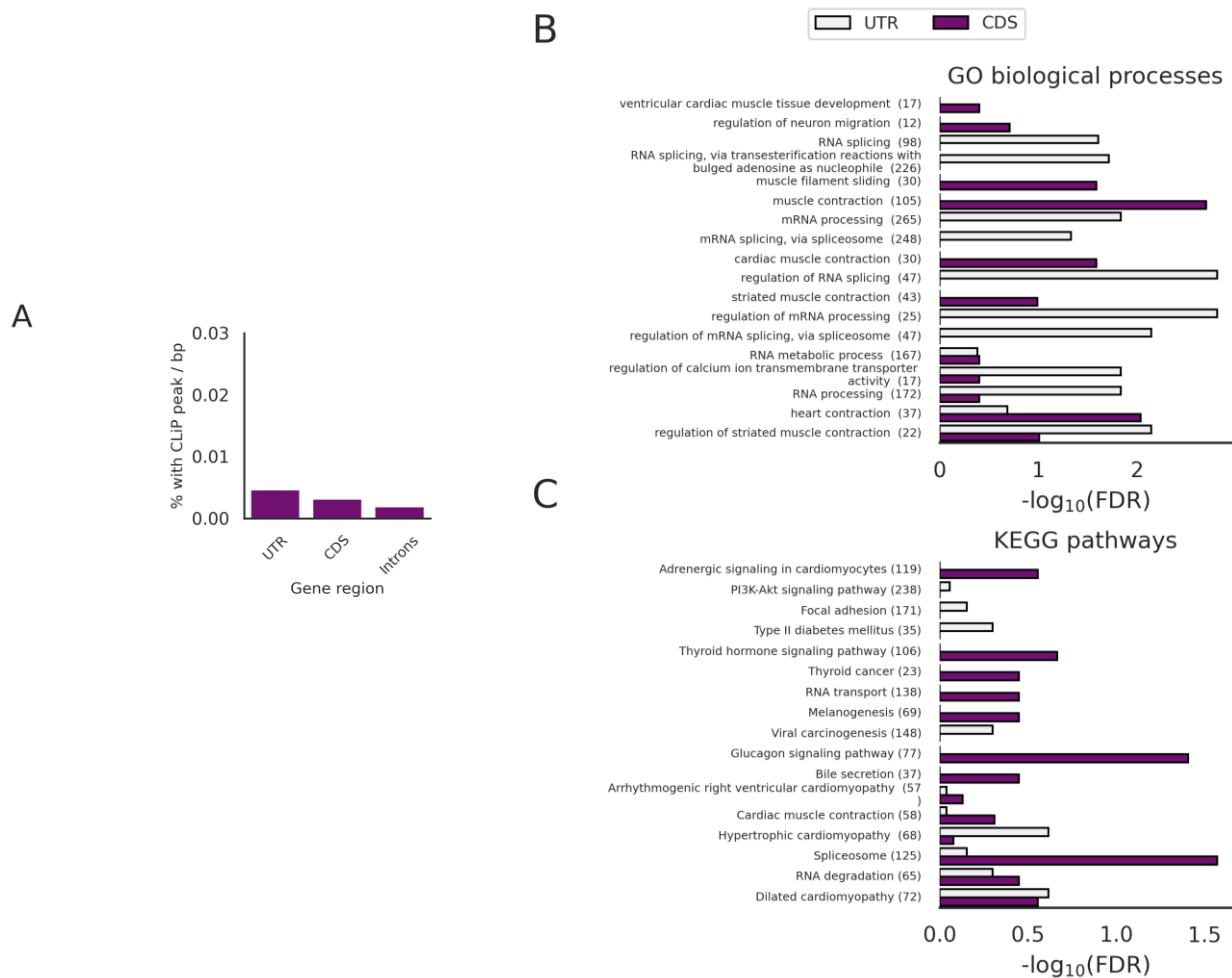 A
% with CLiP peak / bp
0.03
0.02
0.01
0.00
UTR
CDS
Introns
Gene region
B
UTR
CDS
GO biological processes
ventricular cardiac muscle tissue development (17)
regulation of neuron migration (12)
RNA splicing (98)
RNA splicing, via transesterification reactions with
bulged adenosine as nucleophile (226)
muscle filament sliding (30)
muscle contraction (105)
mRNA processing (265)
mRNA splicing, via spliceosome (248)
cardiac muscle contraction (30)
regulation of RNA splicing (47)
striated muscle contraction (43)
regulation of mRNA processing (25)
regulation of mRNA splicing, via spliceosome (47)
RNA metabolic process (167)
regulation of calcium ion transmembrane transporter
activity (17)
RNA processing (172)
heart contraction (37)
regulation of striated muscle contraction (22)
0 1 2
-log10(FDR)
C
KEGG pathways
Adrenergic signaling in cardiomyocytes (119)
PI3K-Akt signaling pathway (238)
Focal adhesion (171)
Type II diabetes mellitus (35)
Thyroid hormone signaling pathway (106)
Thyroid cancer (23)
RNA transport (138)
Melanogenesis (69)
Viral carcinogenesis (148)
Glucagon signaling pathway (77)
Bile secretion (37)
Arrhythmogenic right ventricular cardiomyopathy (57
)
Cardiac muscle contraction (58)
Hypertrophic cardiomyopathy (68)
Spliceosome (125)
RNA degradation (65)
Dilated cardiomyopathy (72)
0.0 0.5 1.0 1.5
-log10(FDR)